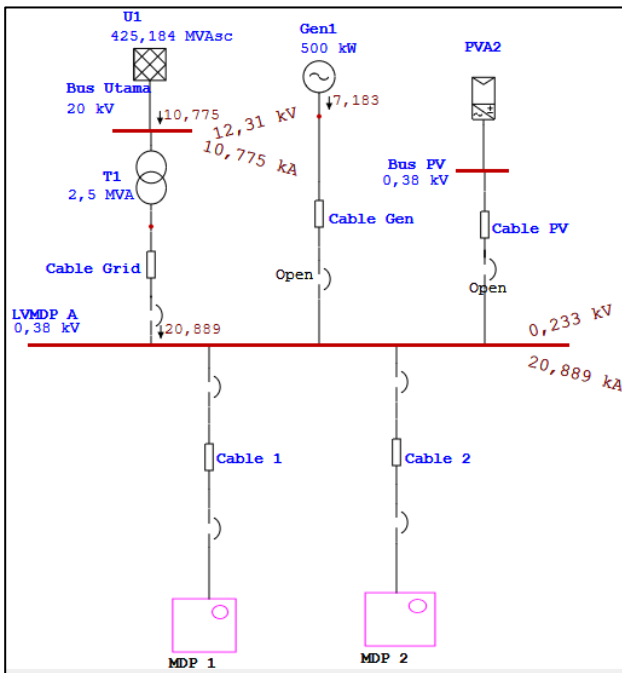 U1
425,184 MVAsc
Gen1
500 kW
PVA2
Bus Utama
20 kV
10,775
12,31 kV
10,775 kA
7,183
T1
2,5 MVA
Bus PV
0,38 kV
Cable Gen
Cable PV
Cable Grid
Open
Open
LVMDP A
0,38 kV
20,889
0,233 kV
20,889 kA
Cable 1
Cable 2
MDP 1
MDP 2